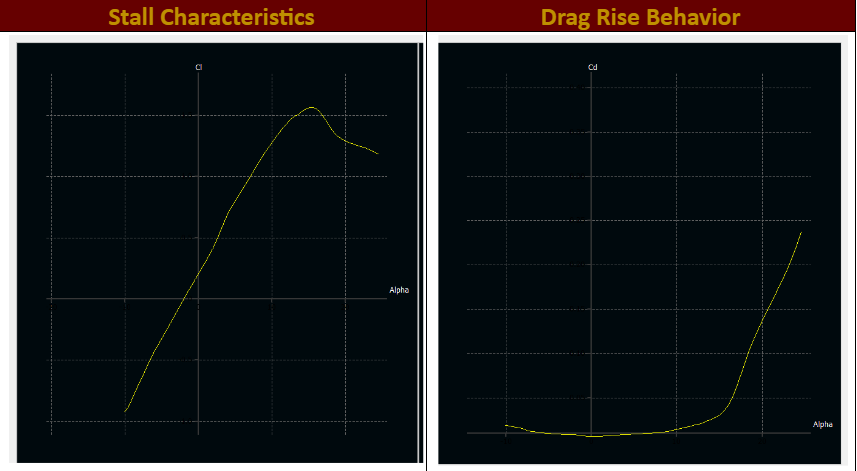 Stall Characteristics
Drag Rise Behavior
Cl
Alpha
Cd
Alpha